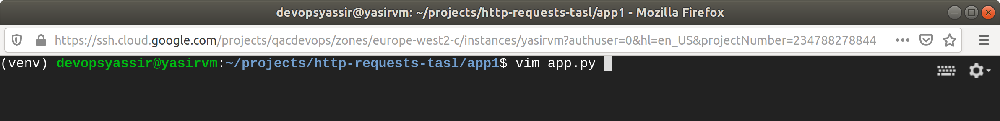 devopsyassir@yasirvm: ~/projects/http-requests-tasl/app1 - Mozilla Firefox
https://ssh.cloud.google.com/projects/qacdevops/zones/europe-west2-c/instances/yasirvm?authuser=0&hl=en_US&projectNumber=234788278844
(venv) devopsyassir@yasirvm:~/projects/http-requests-tasl/app1$ vim app.py